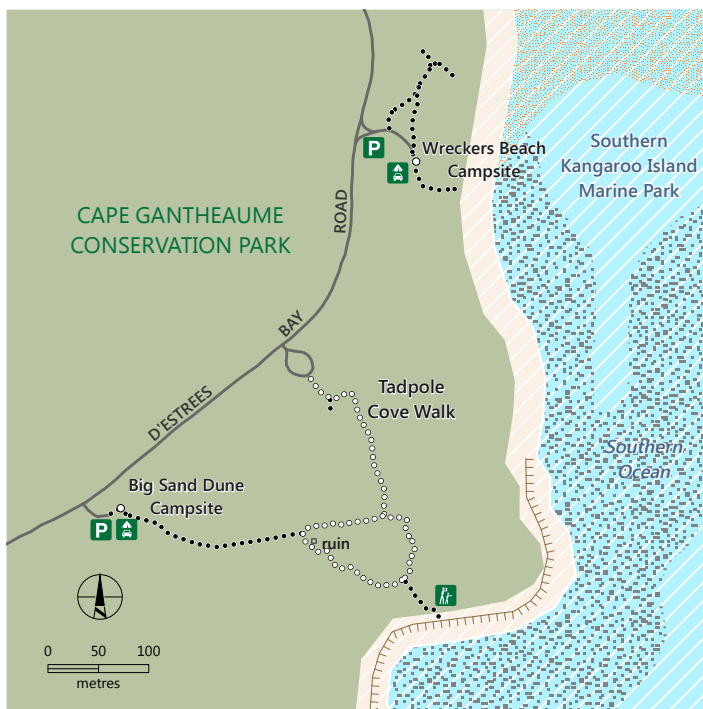 P
Wreckers Beach
Campsite
Southern
Kangaroo Island
Marine Park
CAPE GANTHEAUME
CONSERVATION PARK
ROAD
BAY
D'ESTREES
Tadpole
Cove Walk
Southern
Ocean
Big Sand Dune
Campsite
P
ruin
N
0 50 100
metres